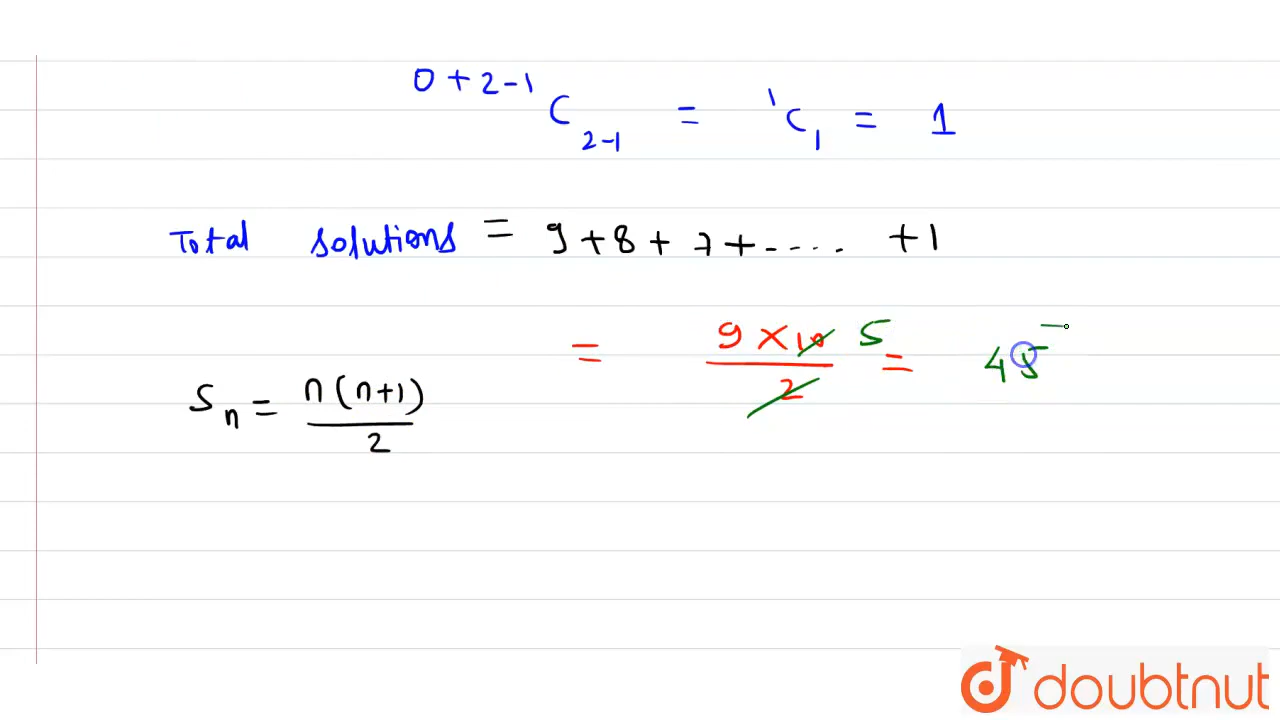 0 + 2 - 1 C 2-1 = 1 C 1 = 1
Total solutions = 9 + 8 + 7 + ..... + 1
= 9 × 10 / 2 5 = 45
S n = n (n+1) / 2
doubtnut